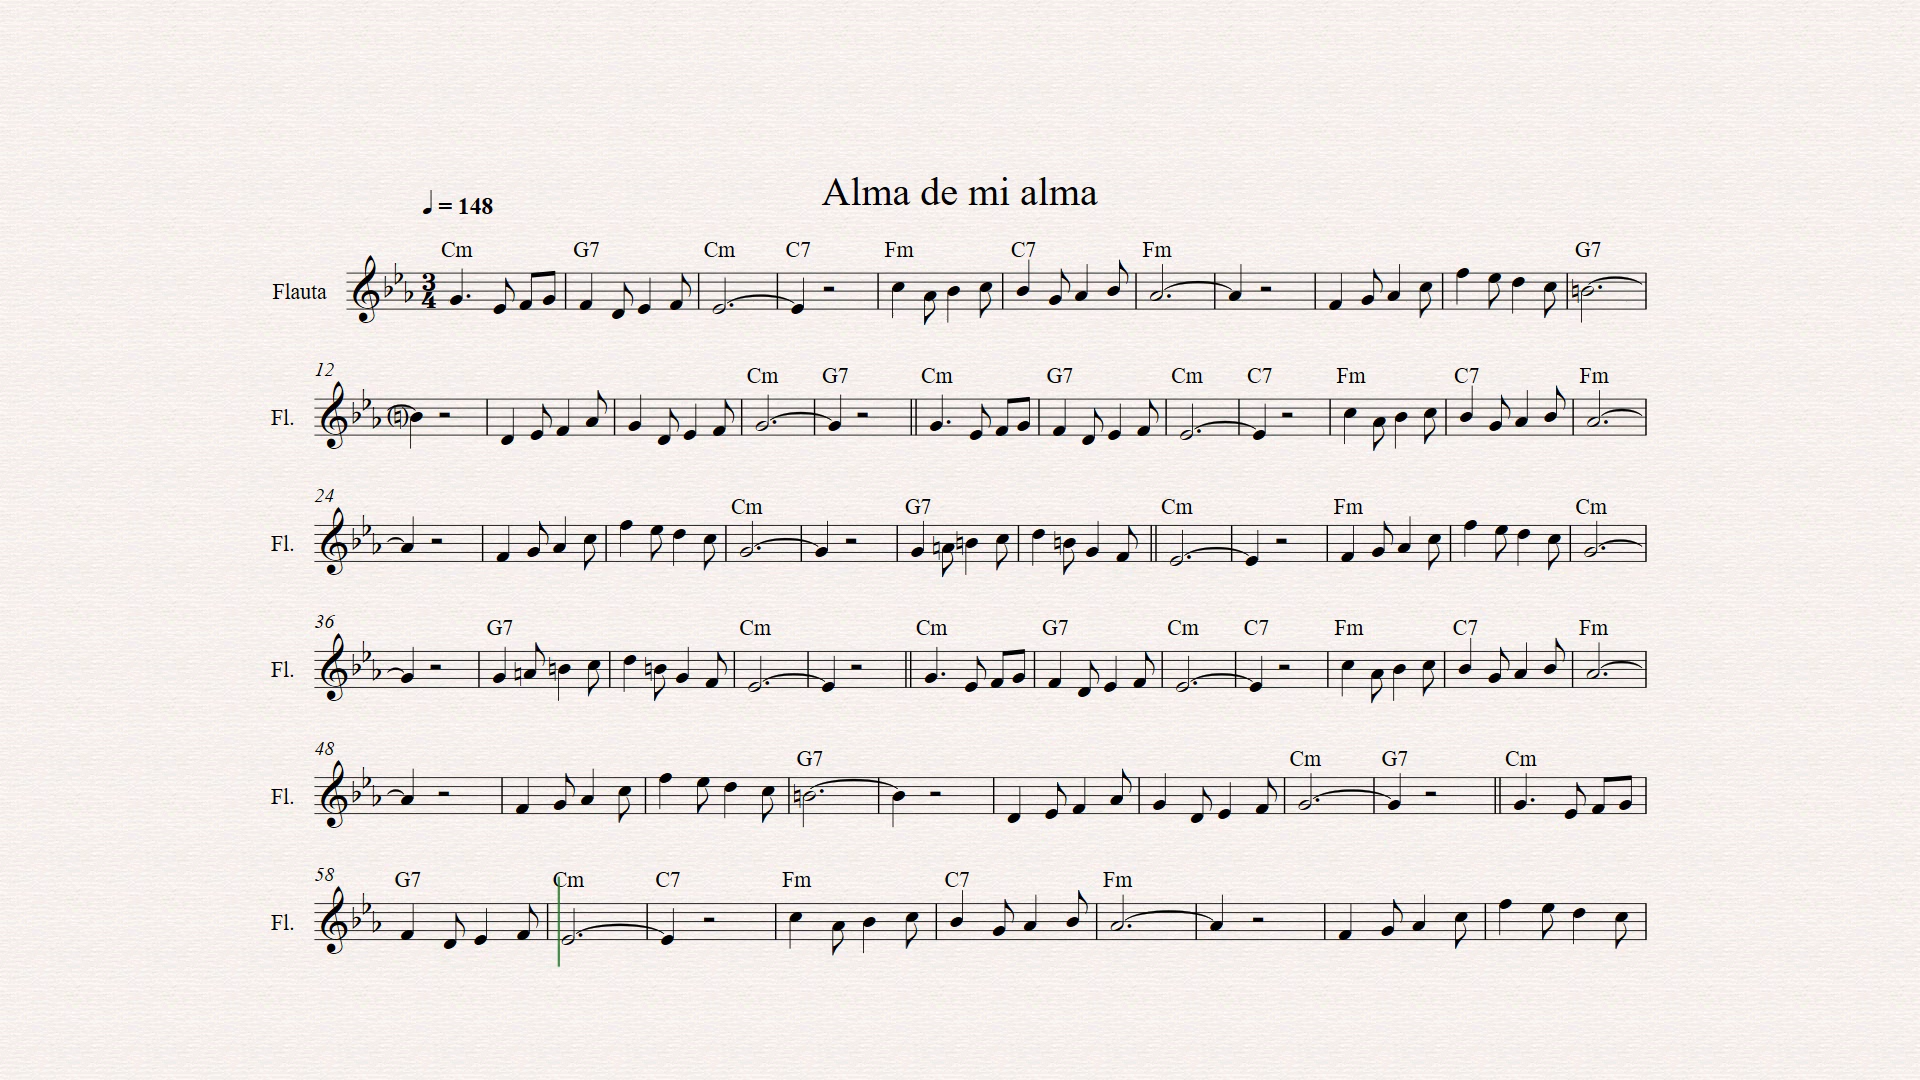 Alma de mi alma
♩ = 148
Cm G7 Cm C7 Fm C7 Fm G7
Flauta 3/4
12
Cm G7 Cm G7 Cm C7 Fm C7 Fm
Fl.
24
Cm G7 Cm Fm Cm
Fl.
36
G7 Cm Cm G7 Cm C7 Fm C7 Fm
Fl.
48
G7 Cm G7 Cm
Fl.
58
G7 Cm C7 Fm C7 Fm
Fl.